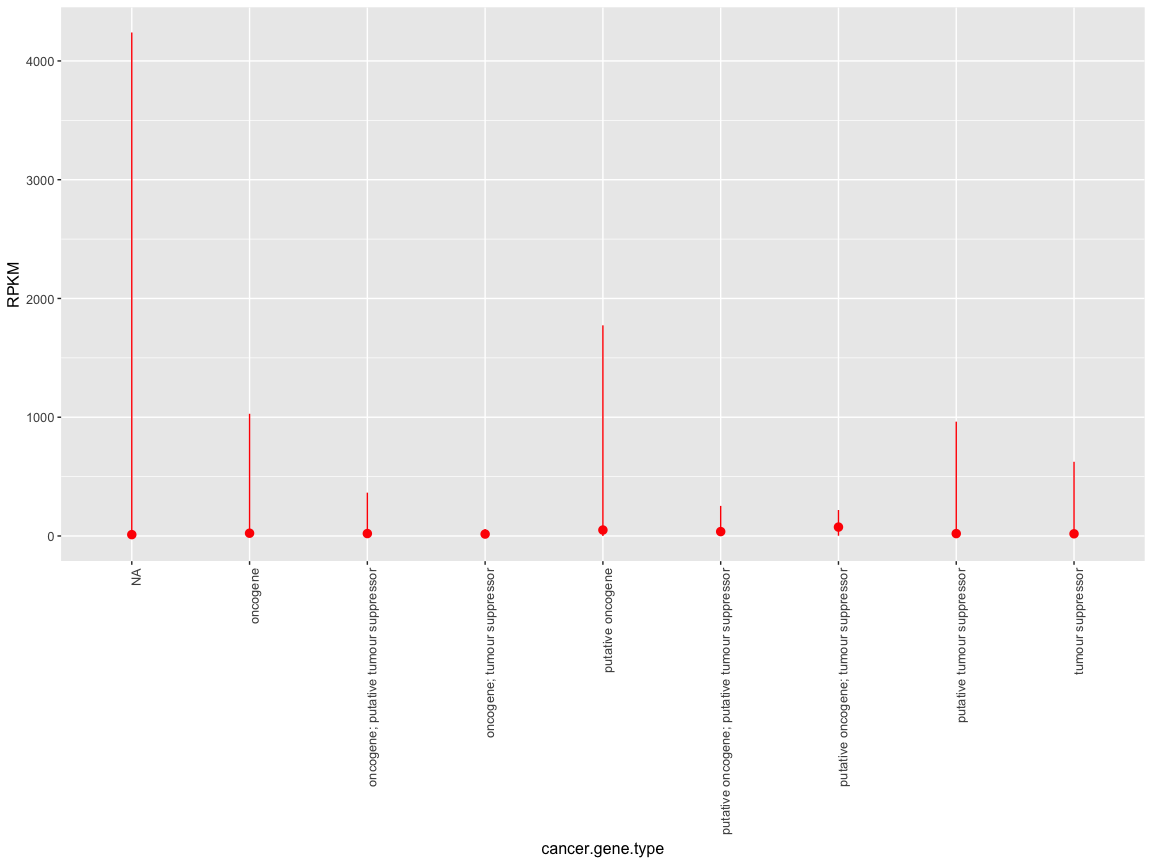 4000
3000
2000
1000
0
RPKM
NA
oncogene
oncogene; putative tumour suppressor
oncogene; tumour suppressor
putative oncogene
putative oncogene; putative tumour suppressor
putative oncogene; tumour suppressor
putative tumour suppressor
tumour suppressor
cancer.gene.type